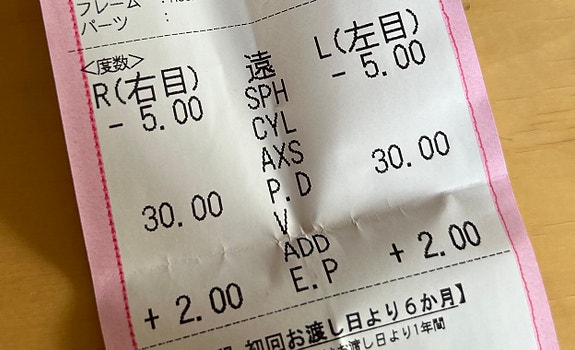 フレーム :
パーツ :
<度数>
R(右目) 遠 L(左目)
- 5.00 SPH - 5.00
CYL
AXS
30.00 P.D 30.00
V
+ 2.00 ADD + 2.00
E.P
初回お渡し日より6か月】
お渡し日より1年間